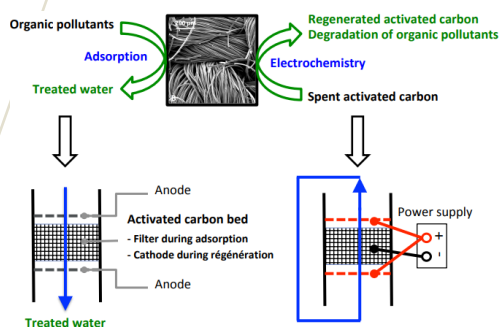 Organic pollutants
Adsorption
Treated water
Regenerated activated carbon
Degradation of organic pollutants
Electrochemistry
Spent activated carbon
Anode
Activated carbon bed
- Filter during adsorption
- Cathode during régénération
Anode
Treated water
Power supply
+
-